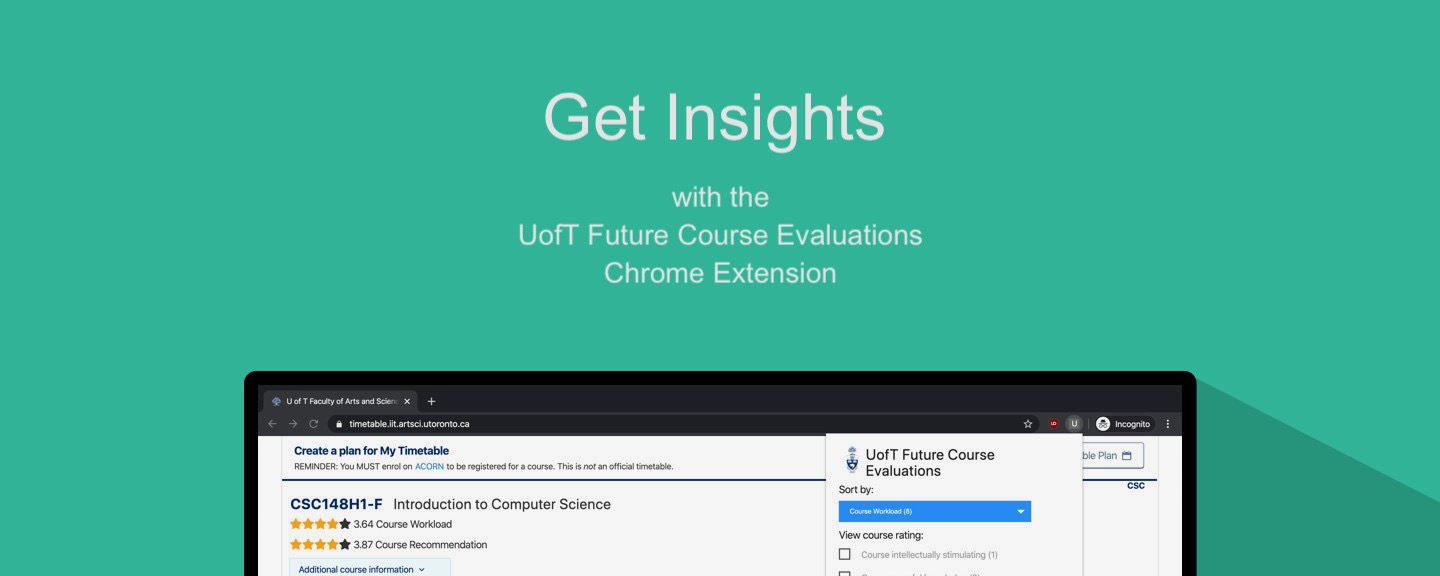 Get Insights
with the
UofT Future Course Evaluations
Chrome Extension
U of T Faculty of Arts and Scien
timetable.iit.artsci.utoronto.ca
U
Incognito
Create a plan for My Timetable
REMINDER: You MUST enrol on ACORN to be registered for a course. This is not an official timetable.
ble Plan
CSC
CSC148H1-F Introduction to Computer Science
3.64 Course Workload
3.87 Course Recommendation
Additional course information
UofT Future Course
Evaluations
Sort by:
Course Workload (8)
View course rating:
Course intellectually stimulating (1)